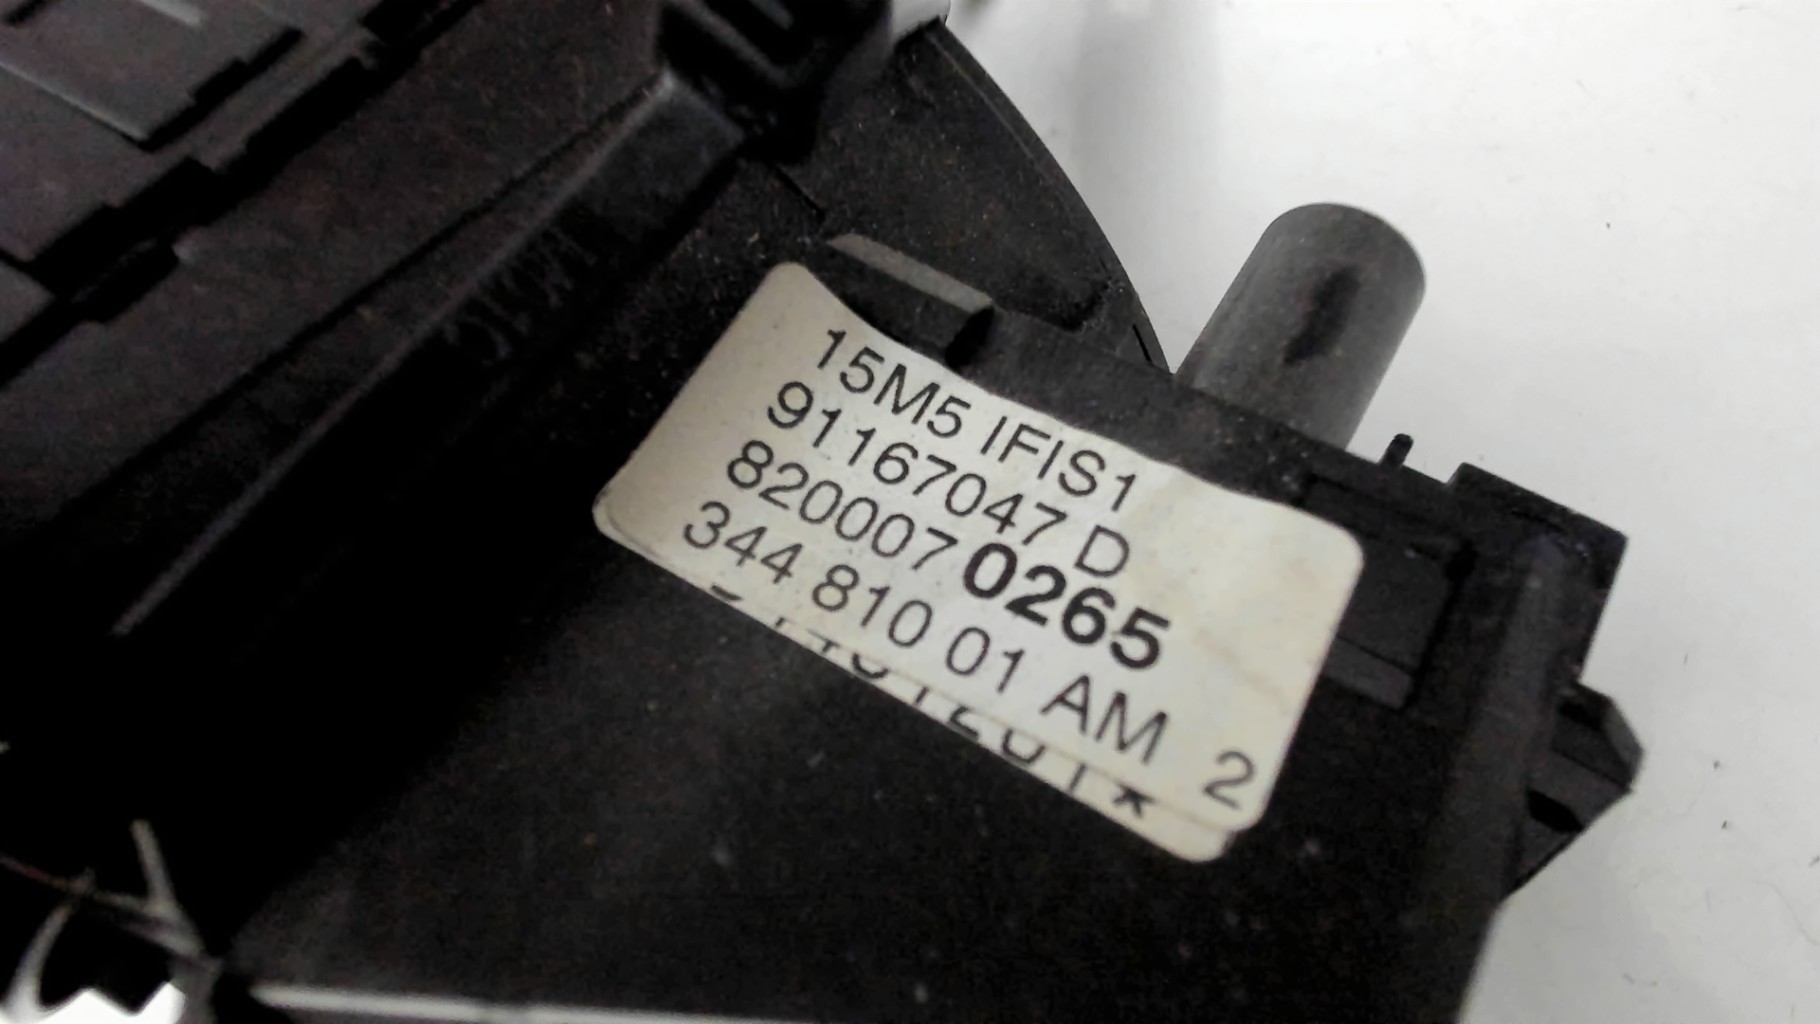 15M5 IFIS1
91167047 D
8200070265
344 810 01 AM 2